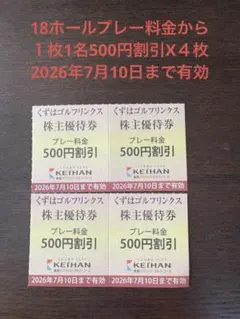 18ホールプレー料金から
１枚1名500円割引X４枚
2026年7月10日まで有効
くずはゴルフリンクス
株主優待券
プレー料金
500円割引
KEIHAN
2026年7月10日まで有効
くずはゴルフリンクス
株主優待券
プレー料金
500円割引
KEIHAN
2026年7月10日まで有効
くずはゴルフリンクス
株主優待券
プレー料金
500円割引
KEIHAN
2026年7月10日まで有効
くずはゴルフリンクス
株主優待券
プレー料金
500円割引
KEIHAN
2026年7月10日まで有効